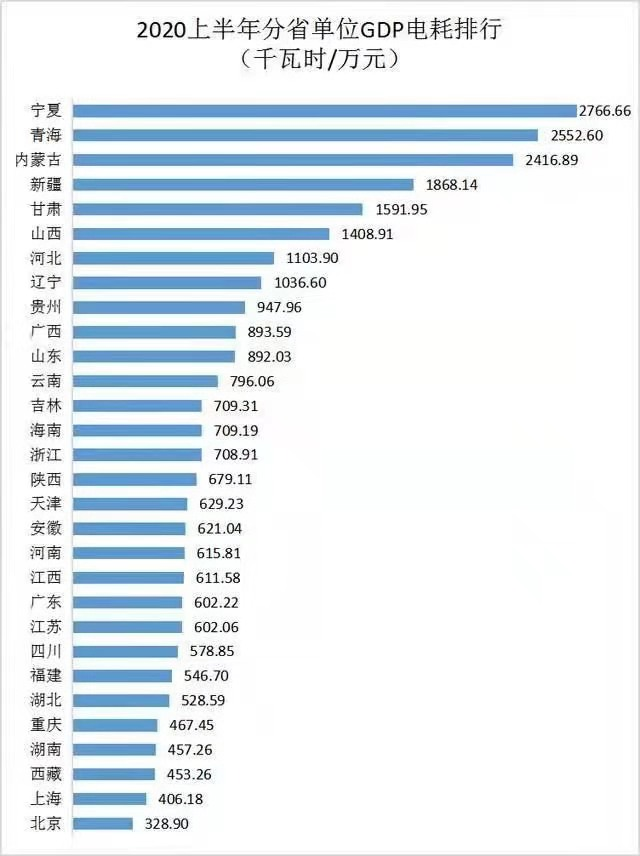 2020上半年分省单位GDP电耗排行
（千瓦时/万元）
宁夏 2766.66
青海 2552.60
内蒙古 2416.89
新疆 1868.14
甘肃 1591.95
山西 1408.91
河北 1103.90
辽宁 1036.60
贵州 947.96
广西 893.59
山东 892.03
云南 796.06
吉林 709.31
海南 709.19
浙江 708.91
陕西 679.11
天津 629.23
安徽 621.04
河南 615.81
江西 611.58
广东 602.22
江苏 602.06
四川 578.85
福建 546.70
湖北 528.59
重庆 467.45
湖南 457.26
西藏 453.26
上海 406.18
北京 328.90